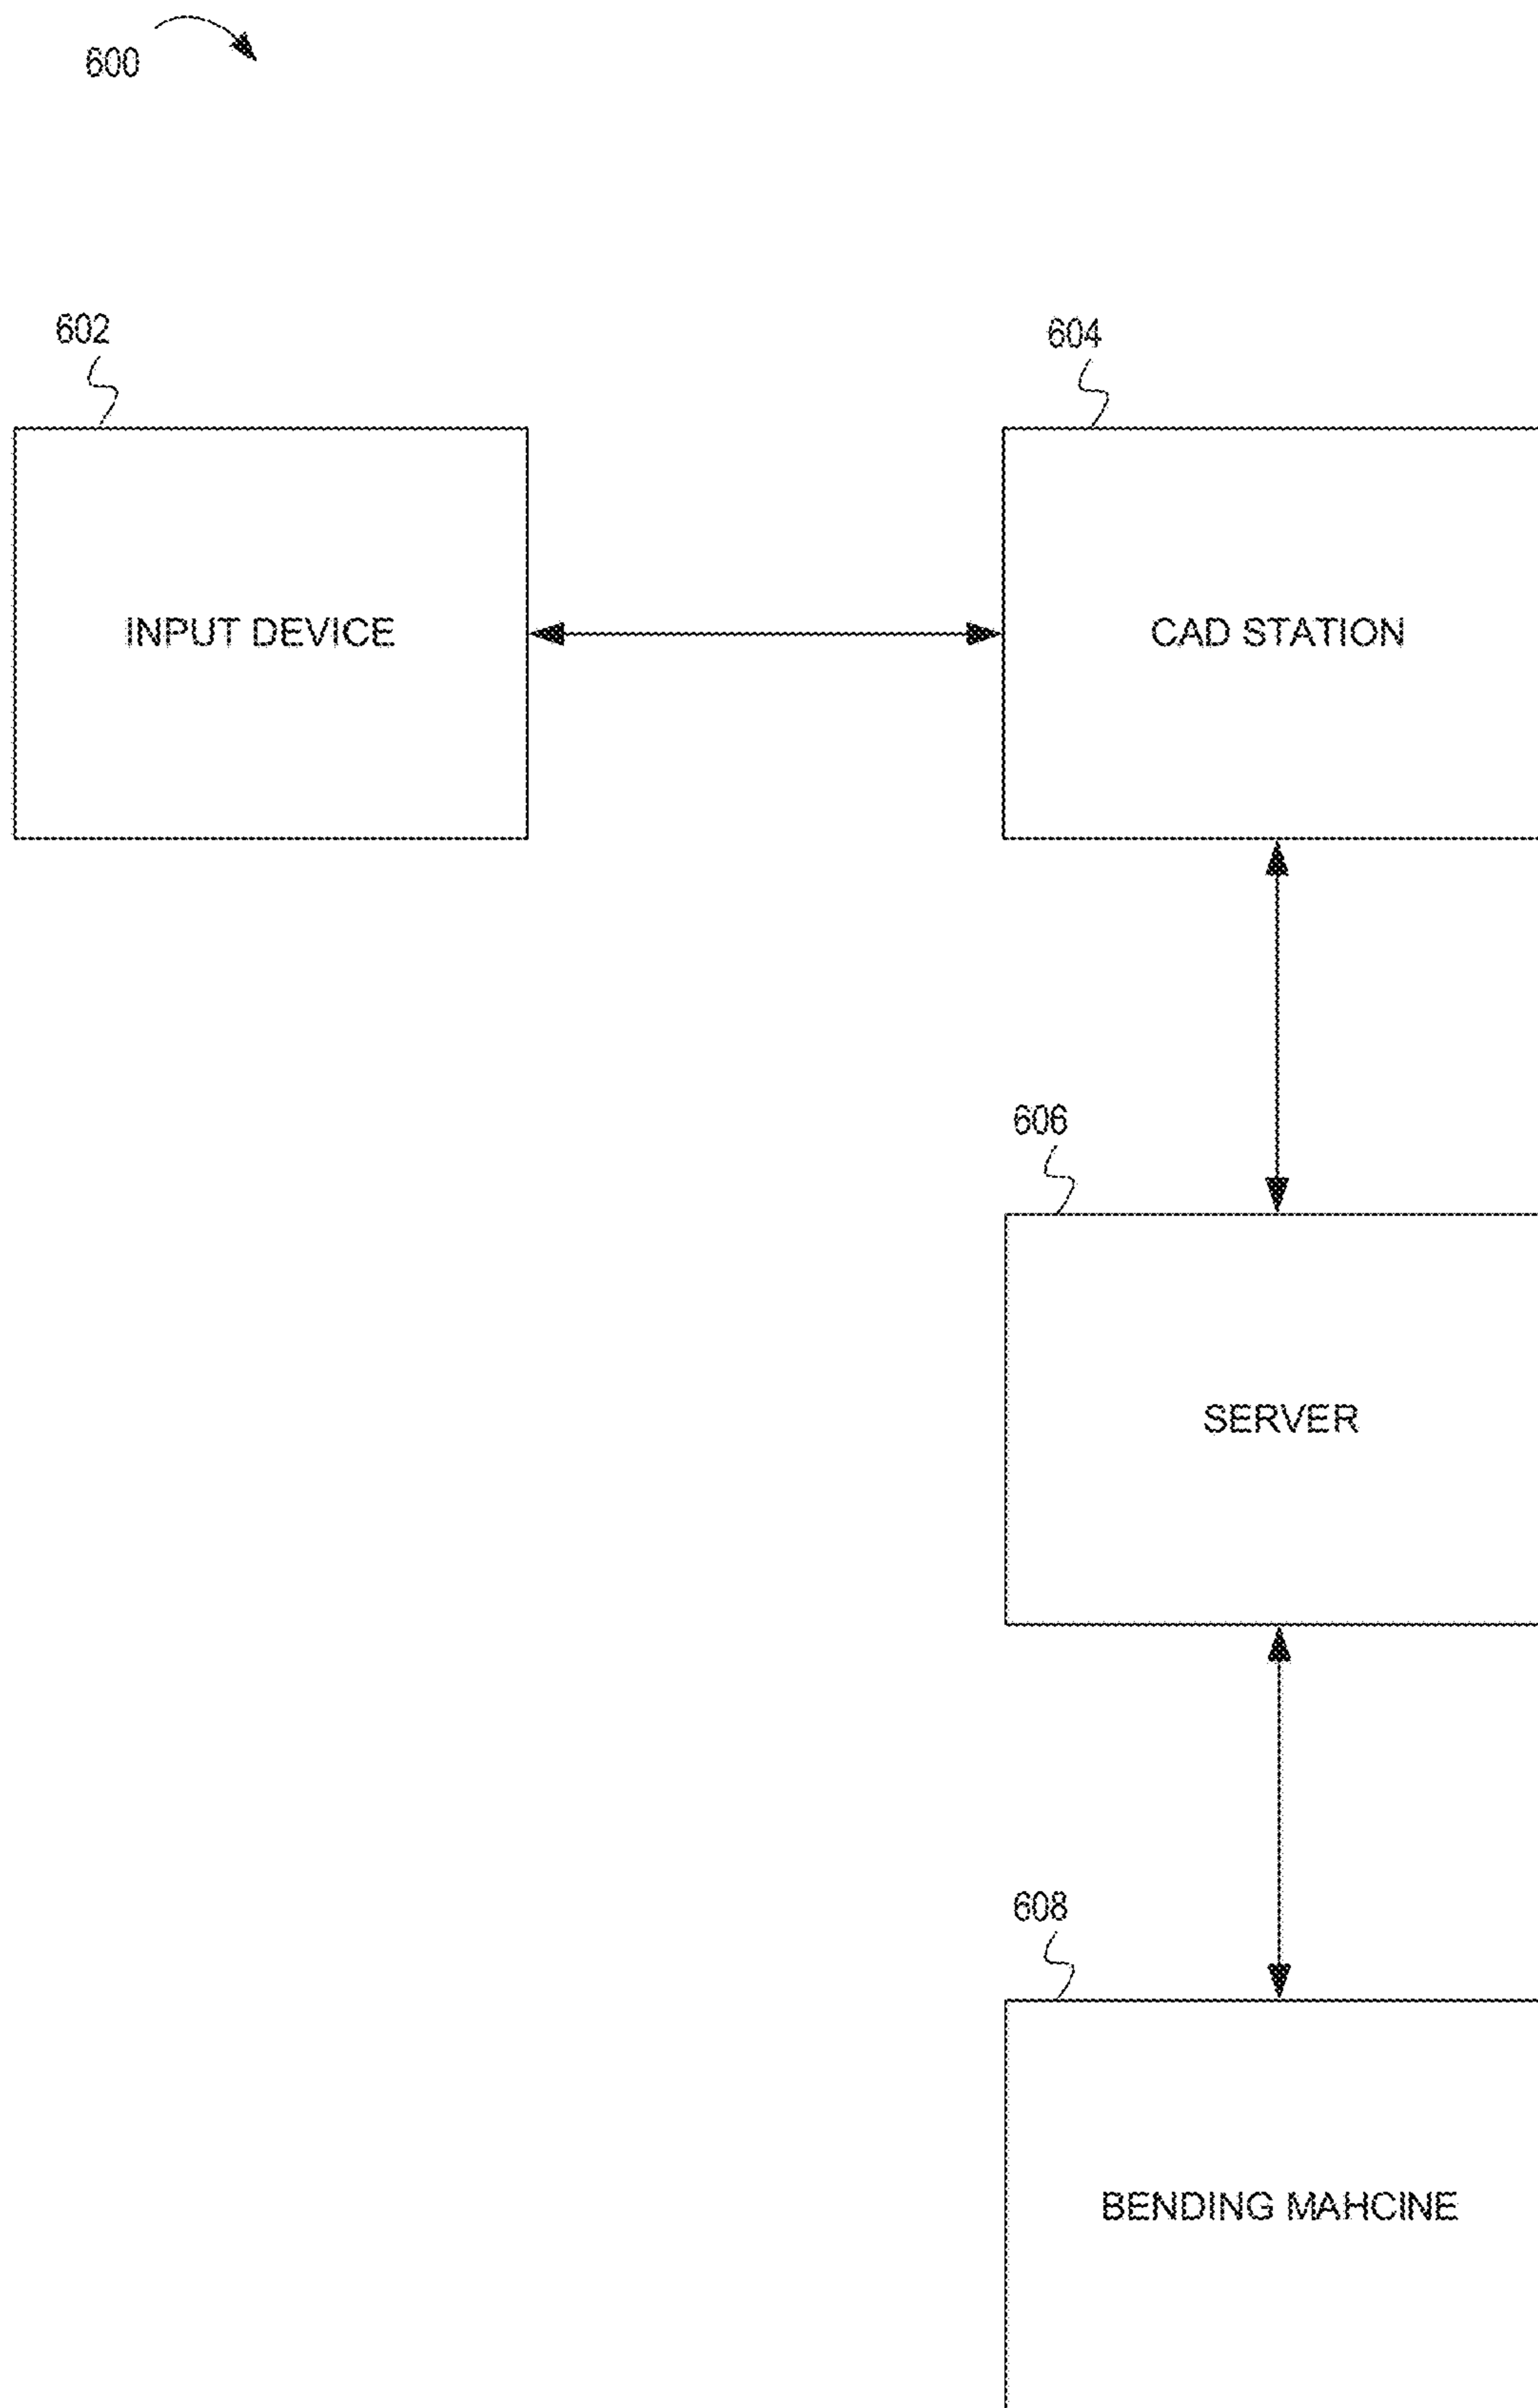 600
602
604
INPUT DEVICE
CAD STATION
606
SERVER
608
BENDING MAHCINE